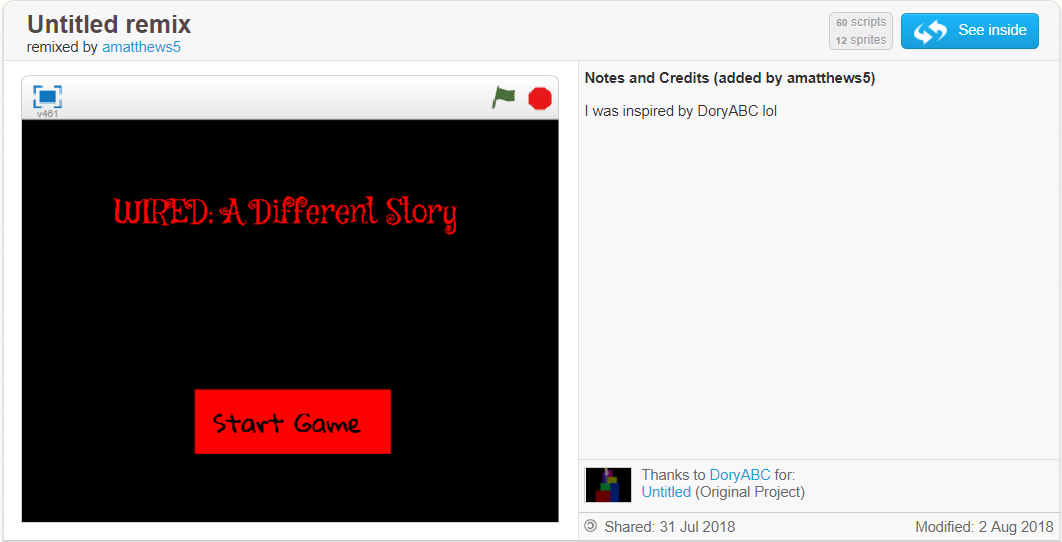 Untitled remix
remixed by amatthews5
60 scripts
12 sprites
See inside
v461
WIRED: A Different Story
Start Game
Notes and Credits (added by amatthews5)
I was inspired by DoryABC lol
Thanks to DoryABC for:
Untitled (Original Project)
Shared: 31 Jul 2018
Modified: 2 Aug 2018